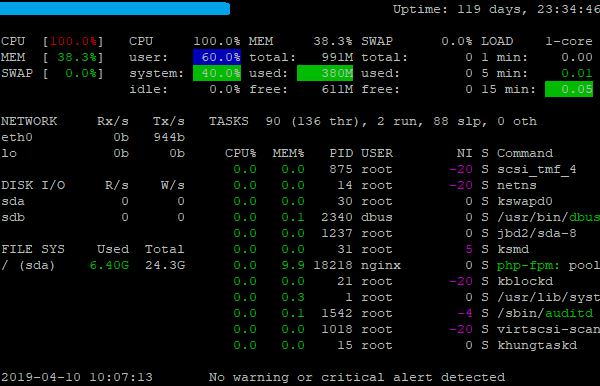 Uptime: 119 days, 23:34:46
CPU [100.0%] CPU 100.0% MEM 38.3% SWAP 0.0% LOAD 1-core
MEM [ 38.3%] user: 60.0% total: 991M total: 0 1 min: 0.00
SWAP [ 0.0%] system: 40.0% used: 380M used: 0 5 min: 0.01
idle: 0.0% free: 611M free: 0 15 min: 0.05
NETWORK Rx/s Tx/s TASKS 90 (136 thr), 2 run, 88 slp, 0 oth
eth0 0b 944b
lo 0b 0b CPU% MEM% PID USER NI S Command
0.0 0.0 875 root -20 S scsi_tmf_4
DISK I/O R/s W/s 0.0 0.0 14 root -20 S netns
sda 0 0 0.0 0.0 30 root 0 S kswapd0
sdb 0 0 0.0 0.1 2340 dbus 0 S /usr/bin/dbus
0.0 0.0 1237 root 0 S jbd2/sda-8
FILE SYS Used Total 0.0 0.0 31 root 5 S ksmd
/ (sda) 6.40G 24.3G 0.0 9.9 18218 nginx 0 S php-fpm: pool
0.0 0.0 21 root -20 S kblockd
0.0 0.3 1 root 0 S /usr/lib/syst
0.0 0.1 1542 root -4 S /sbin/auditd
0.0 0.0 1018 root -20 S virtscsi-scan
0.0 0.0 15 root 0 S khungtaskd
2019-04-10 10:07:13 No warning or critical alert detected